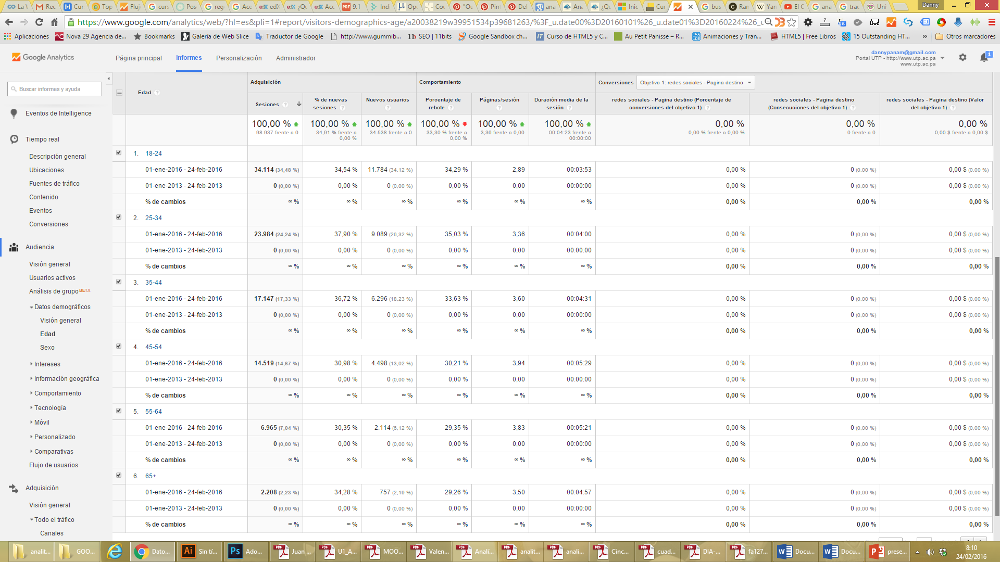 La \ Rec Cur Top Fluj curs Pos reg Ace edX ¿Qu Acc 9.1 Indi Ope Cou "Ou Pint Del ana Ana ¿Qu Inic Cur × bus Ran Yan El C ana trac Uni Danny
https://www.google.com/analytics/web/?hl=es&pli=1#report/visitors-demographics-age/a20038219w39951534p39681263/%3F_u.date00%3D20160101%26_u.date01%3D20160224%26_u
Aplicaciones Nova 29 Agencia de... Bookmarks Galería de Web Slice Traductor de Google http://www.gummib... 1b SEO | 11bits Google Sandbox ch... IT Curso de HTML5 y C... Au Petit Panisse – R... Animaciones y Tran... HTML5 | Free Libros 15 Outstanding HT... » Otros marcadores
Google Analytics Página principal Informes Personalización Administrador
dannypanam@gmail.com
Portal UTP - http://www.utp.ac.pa
www.utp.ac.pa
Buscar informes y ayuda
Eventos de Intelligence
Tiempo real
Descripción general
Ubicaciones
Fuentes de tráfico
Contenido
Eventos
Conversiones
Audiencia
Visión general
Usuarios activos
Análisis de grupo BETA
Datos demográficos
Visión general
Edad
Sexo
Intereses
Información geográfica
Comportamiento
Tecnología
Móvil
Personalizado
Comparativas
Flujo de usuarios
Adquisición
Visión general
Todo el tráfico
Canales
Edad Adquisición Comportamiento Conversiones Objetivo 1: redes sociales - Pagina destino
Sesiones % de nuevas sesiones Nuevos usuarios Porcentaje de rebote Páginas/sesión Duración media de la sesión redes sociales - Pagina destino (Porcentaje de conversiones del objetivo 1) redes sociales - Pagina destino (Consecuciones del objetivo 1) redes sociales - Pagina destino (Valor del objetivo 1)
100,00 % 100,00 % 100,00 % 100,00 % 100,00 % 100,00 % 0,00 % 0,00 % 0,00 %
98.937 frente a 0 34,91 % frente a 0,00 % 34.538 frente a 0 33,30 % frente a 0,00 % 3,36 frente a 0,00 00:04:23 frente a 00:00:00 0,00 % frente a 0,00 % 0 frente a 0 0,00 $ frente a 0,00 $
1. 18-24
01-ene-2016 - 24-feb-2016 34.114 (34,48 %) 34,54 % 11.784 (34,12 %) 34,29 % 2,89 00:03:53 0,00 % 0 (0,00 %) 0,00 $ (0,00 %)
01-ene-2013 - 24-feb-2013 0 (0,00 %) 0,00 % 0 (0,00 %) 0,00 % 0,00 00:00:00 0,00 % 0 (0,00 %) 0,00 $ (0,00 %)
% de cambios ∞ % ∞ % ∞ % ∞ % ∞ % ∞ % 0,00 % 0,00 % 0,00 %
2. 25-34
01-ene-2016 - 24-feb-2016 23.984 (24,24 %) 37,90 % 9.089 (26,32 %) 35,03 % 3,36 00:04:00 0,00 % 0 (0,00 %) 0,00 $ (0,00 %)
01-ene-2013 - 24-feb-2013 0 (0,00 %) 0,00 % 0 (0,00 %) 0,00 % 0,00 00:00:00 0,00 % 0 (0,00 %) 0,00 $ (0,00 %)
% de cambios ∞ % ∞ % ∞ % ∞ % ∞ % ∞ % 0,00 % 0,00 % 0,00 %
3. 35-44
01-ene-2016 - 24-feb-2016 17.147 (17,33 %) 36,72 % 6.296 (18,23 %) 33,63 % 3,60 00:04:31 0,00 % 0 (0,00 %) 0,00 $ (0,00 %)
01-ene-2013 - 24-feb-2013 0 (0,00 %) 0,00 % 0 (0,00 %) 0,00 % 0,00 00:00:00 0,00 % 0 (0,00 %) 0,00 $ (0,00 %)
% de cambios ∞ % ∞ % ∞ % ∞ % ∞ % ∞ % 0,00 % 0,00 % 0,00 %
4. 45-54
01-ene-2016 - 24-feb-2016 14.519 (14,67 %) 30,98 % 4.498 (13,02 %) 30,21 % 3,94 00:05:29 0,00 % 0 (0,00 %) 0,00 $ (0,00 %)
01-ene-2013 - 24-feb-2013 0 (0,00 %) 0,00 % 0 (0,00 %) 0,00 % 0,00 00:00:00 0,00 % 0 (0,00 %) 0,00 $ (0,00 %)
% de cambios ∞ % ∞ % ∞ % ∞ % ∞ % ∞ % 0,00 % 0,00 % 0,00 %
5. 55-64
01-ene-2016 - 24-feb-2016 6.965 (7,04 %) 30,35 % 2.114 (6,12 %) 29,35 % 3,83 00:05:21 0,00 % 0 (0,00 %) 0,00 $ (0,00 %)
01-ene-2013 - 24-feb-2013 0 (0,00 %) 0,00 % 0 (0,00 %) 0,00 % 0,00 00:00:00 0,00 % 0 (0,00 %) 0,00 $ (0,00 %)
% de cambios ∞ % ∞ % ∞ % ∞ % ∞ % ∞ % 0,00 % 0,00 % 0,00 %
6. 65+
01-ene-2016 - 24-feb-2016 2.208 (2,23 %) 34,28 % 757 (2,19 %) 29,26 % 3,50 00:04:57 0,00 % 0 (0,00 %) 0,00 $ (0,00 %)
01-ene-2013 - 24-feb-2013 0 (0,00 %) 0,00 % 0 (0,00 %) 0,00 % 0,00 00:00:00 0,00 % 0 (0,00 %) 0,00 $ (0,00 %)
% de cambios ∞ % ∞ % ∞ % ∞ % ∞ % ∞ % 0,00 % 0,00 % 0,00 %
analit... GOO... Dato... Sin tí... Ado... Juan ... U1_A... MOO... Valen... Analí... analit... anali... Cinc... cuad... DIA-... fa127... Docu... Docu... prese...
8:10
24/02/2016